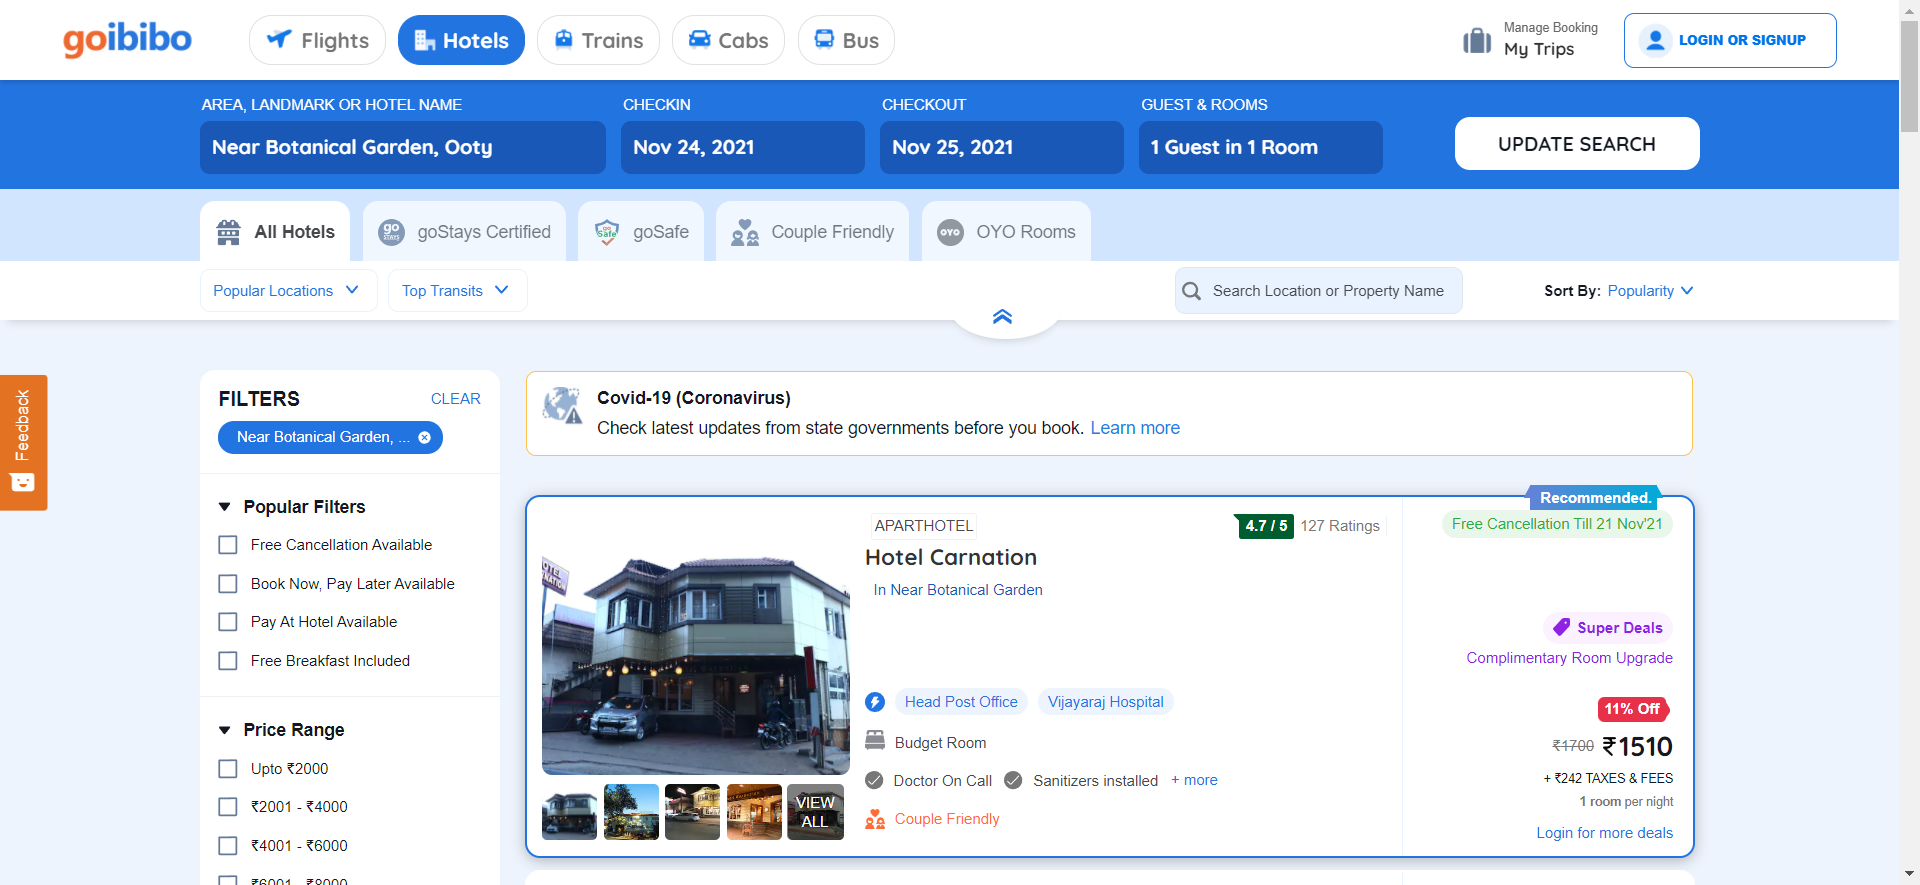 goibibo
Flights
Hotels
Trains
Cabs
Bus
Manage Booking
My Trips
LOGIN OR SIGNUP
AREA, LANDMARK OR HOTEL NAME
CHECKIN
CHECKOUT
GUEST & ROOMS
Near Botanical Garden, Ooty
Nov 24, 2021
Nov 25, 2021
1 Guest in 1 Room
UPDATE SEARCH
All Hotels
go STAYS
goStays Certified
go Safe
goSafe
Couple Friendly
OYO
OYO Rooms
Popular Locations
Top Transits
Search Location or Property Name
Sort By: Popularity
Feedback
FILTERS
CLEAR
Near Botanical Garden, ...
Popular Filters
Free Cancellation Available
Book Now, Pay Later Available
Pay At Hotel Available
Free Breakfast Included
Price Range
Upto ₹2000
₹2001 - ₹4000
₹4001 - ₹6000
₹6001 - ₹8000
Covid-19 (Coronavirus)
Check latest updates from state governments before you book. Learn more
Recommended.
APARTHOTEL
4.7 / 5
127 Ratings
Free Cancellation Till 21 Nov'21
Hotel Carnation
In Near Botanical Garden
Super Deals
Complimentary Room Upgrade
Head Post Office
Vijayaraj Hospital
11% Off
Budget Room
₹1700 ₹1510
Doctor On Call
Sanitizers installed
+ more
+ ₹242 TAXES & FEES
1 room per night
VIEW
ALL
Couple Friendly
Login for more deals